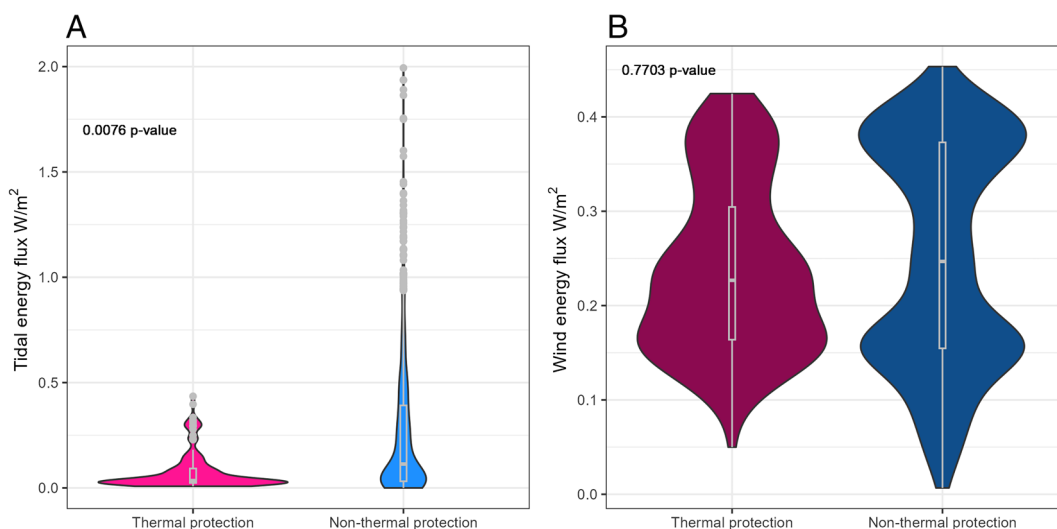 A
Tidal energy flux W/m²
2.0
1.5
1.0
0.5
0.0
0.0076 p-value
Thermal protection
Non-thermal protection
B
Wind energy flux W/m²
0.4
0.3
0.2
0.1
0.0
0.7703 p-value
Thermal protection
Non-thermal protection